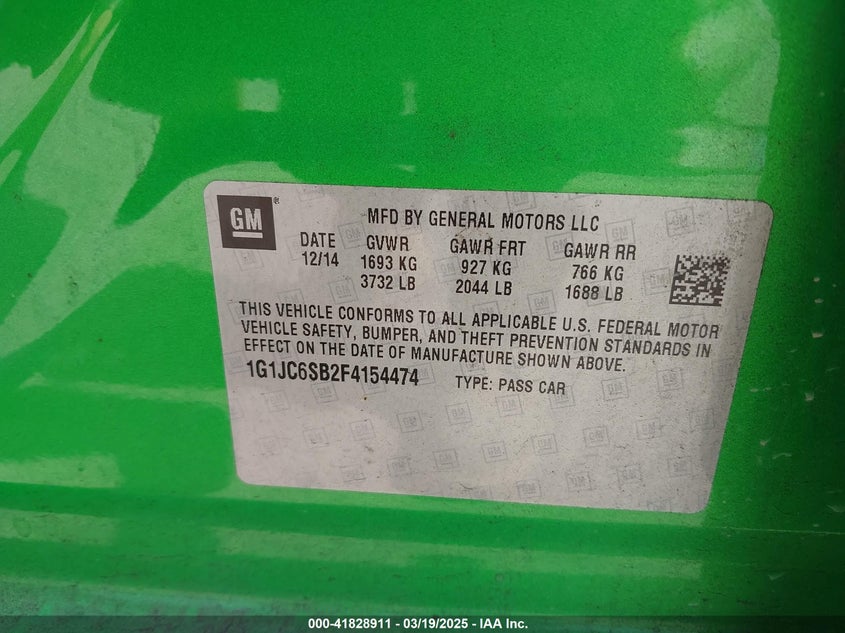 GM
®
MFD BY GENERAL MOTORS LLC
DATE GVWR GAWR FRT GAWR RR
12/14 1693 KG 927 KG 766 KG
3732 LB 2044 LB 1688 LB
THIS VEHICLE CONFORMS TO ALL APPLICABLE U.S. FEDERAL MOTOR
VEHICLE SAFETY, BUMPER, AND THEFT PREVENTION STANDARDS IN
EFFECT ON THE DATE OF MANUFACTURE SHOWN ABOVE.
1G1JC6SB2F4154474 TYPE: PASS CAR
000-41828911 - 03/19/2025 - IAA Inc.